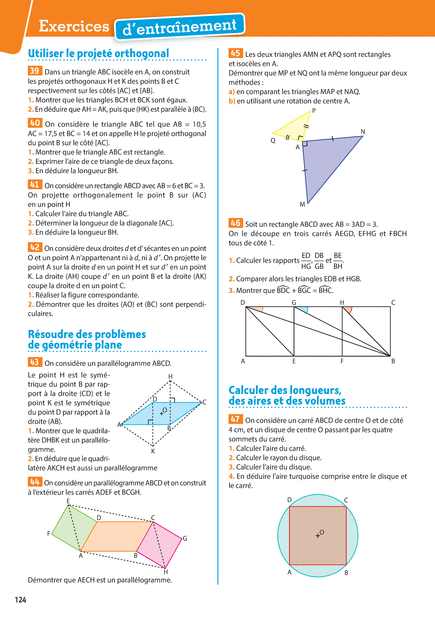 Exercices d'entraînement
Utiliser le projeté orthogonal
39 Dans un triangle ABC isocèle en A, on construit
les projetés orthogonaux H et K des points B et C
respectivement sur les côtés [AC] et [AB].
1. Montrer que les triangles BCH et BCK sont égaux.
2. En déduire que AH = AK, puis que (HK) est parallèle à (BC).
40 On considère le triangle ABC tel que AB = 10,5
AC = 17,5 et BC = 14 et on appelle H le projeté orthogonal
du point B sur le côté [AC].
1. Montrer que le triangle ABC est rectangle.
2. Exprimer l'aire de ce triangle de deux façons.
3. En déduire la longueur BH.
41 On considère un rectangle ABCD avec AB = 6 et BC = 3.
On projette orthogonalement le point B sur (AC)
en un point H
1. Calculer l'aire du triangle ABC.
2. Déterminer la longueur de la diagonale [AC].
3. En déduire la longueur BH.
42 On considère deux droites d et d' sécantes en un point
O et un point A n'appartenant ni à d, ni à d'. On projette le
point A sur la droite d en un point H et sur d' en un point
K. La droite (AH) coupe d' en un point B et la droite (AK)
coupe la droite d en un point C.
1. Réaliser la figure correspondante.
2. Démontrer que les droites (AO) et (BC) sont perpendi-
culaires.
Résoudre des problèmes
de géométrie plane
43 On considère un parallélogramme ABCD.
Le point H est le symé-
trique du point B par rap-
port à la droite (CD) et le
point K est le symétrique
du point D par rapport à la
droite (AB).
1. Montrer que le quadrila-
tère DHBK est un parallélo-
gramme.
2. En déduire que le quadri-
latère AKCH est aussi un parallélogramme
H
D
C
O
A
B
K
44 On considère un parallélogramme ABCD et on construit
à l'extérieur les carrés ADEF et BCGH.
E
D
C
F
G
A
B
H
Démontrer que AECH est un parallélogramme.
124
45 Les deux triangles AMN et APQ sont rectangles
et isocèles en A.
Démontrer que MP et NQ ont la même longueur par deux
méthodes :
a) en comparant les triangles MAP et NAQ.
b) en utilisant une rotation de centre A.
P
N
Q
A
M
46 Soit un rectangle ABCD avec AB = 3AD = 3.
On le découpe en trois carrés AEGD, EFHG et FBCH
tous de côté 1.
1. Calculer les rapports ED/HG, DB/GB et BE/BH.
2. Comparer alors les triangles EDB et HGB.
3. Montrer que BDC + BGC = BHC.
D
G
H
C
A
E
F
B
Calculer des longueurs,
des aires et des volumes
47 On considère un carré ABCD de centre O et de côté
4 cm, et un disque de centre O passant par les quatre
sommets du carré.
1. Calculer l'aire du carré.
2. Calculer le rayon du disque.
3. Calculer l'aire du disque.
4. En déduire l'aire turquoise comprise entre le disque et
le carré.
D
C
O
A
B